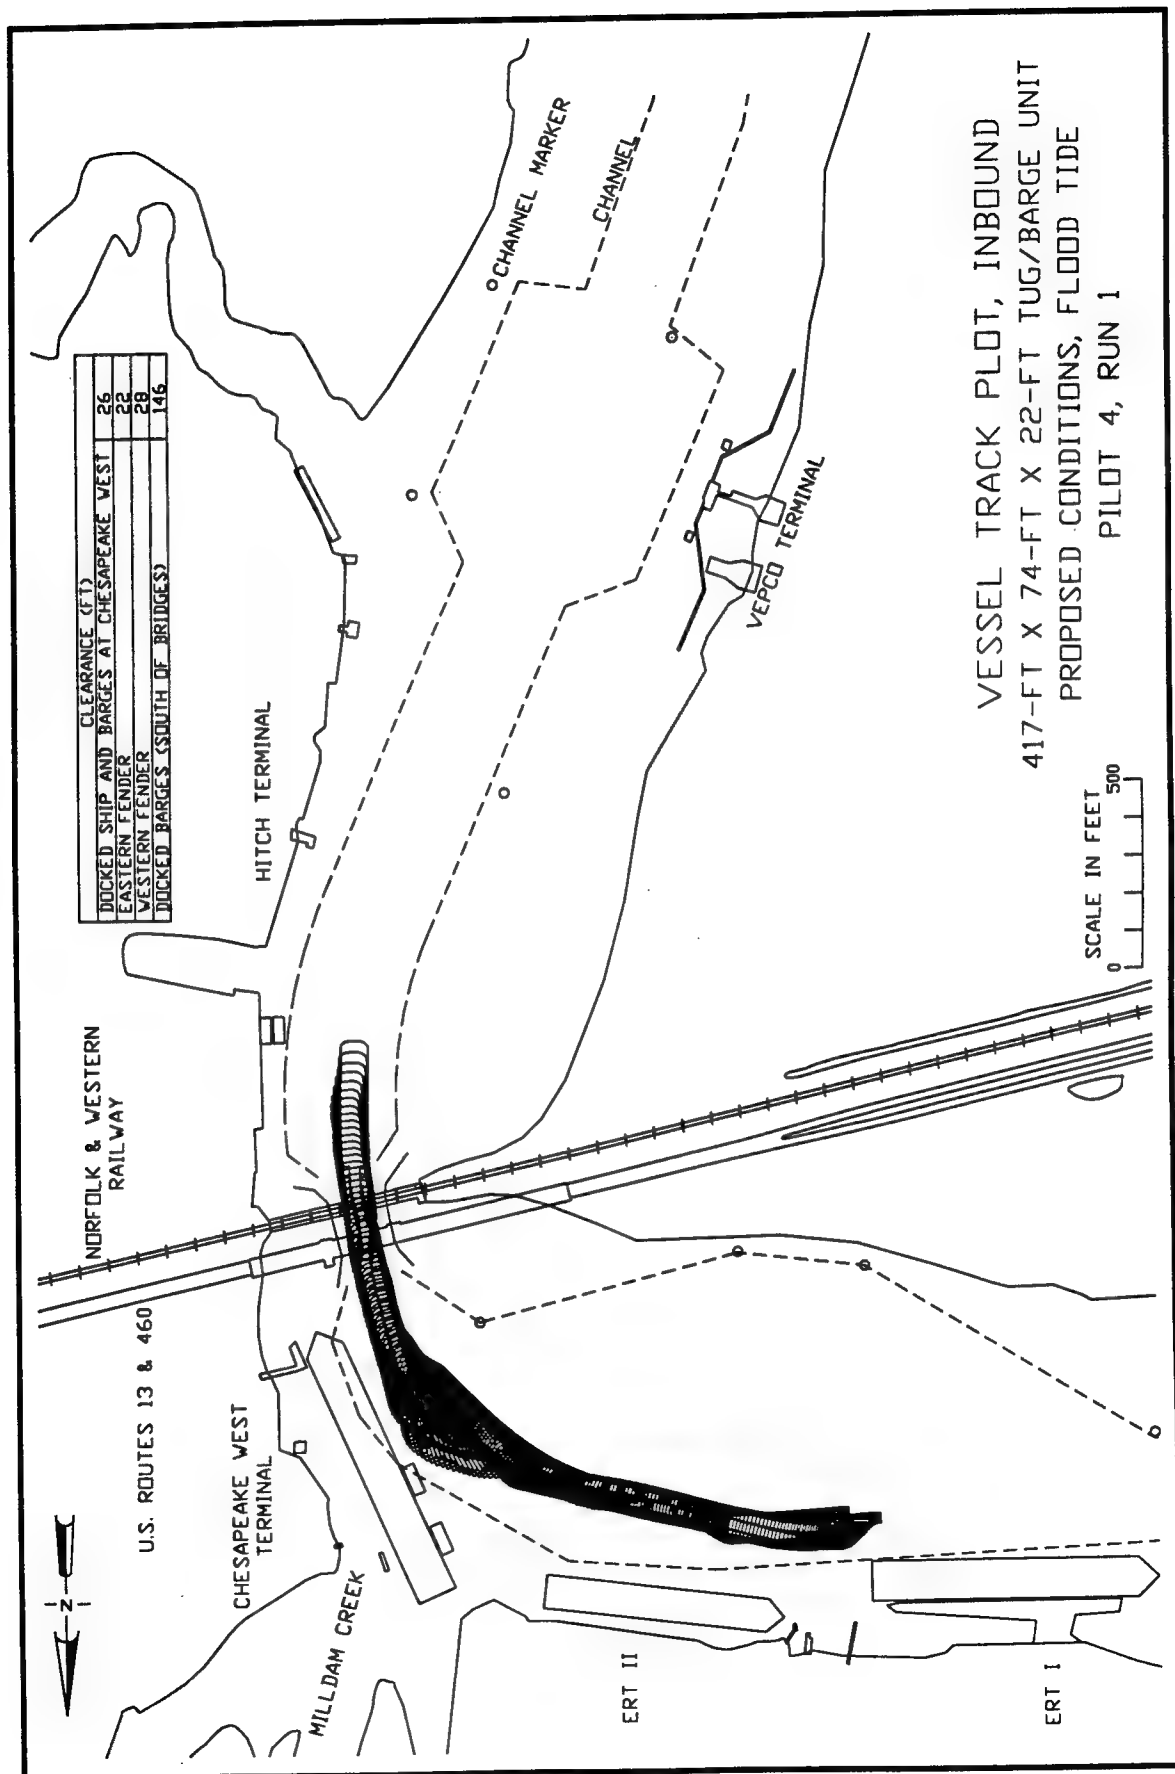 CLEARANCE (FT)
DOCKED SHIP AND BARGES AT CHESAPEAKE WEST 26
EASTERN FENDER 22
WESTERN FENDER 28
DOCKED BARGES (SOUTH OF BRIDGES) 146
N
U.S. ROUTES 13 & 460
NORFOLK & WESTERN
RAILWAY
CHESAPEAKE WEST
TERMINAL
MILLDAM CREEK
HITCH TERMINAL
CHANNEL MARKER
CHANNEL
VEPCO TERMINAL
ERT II
ERT I
SCALE IN FEET
0 500
VESSEL TRACK PLOT, INBOUND
417-FT X 74-FT X 22-FT TUG/BARGE UNIT
PROPOSED CONDITIONS, FLOOD TIDE
PILOT 4, RUN 1